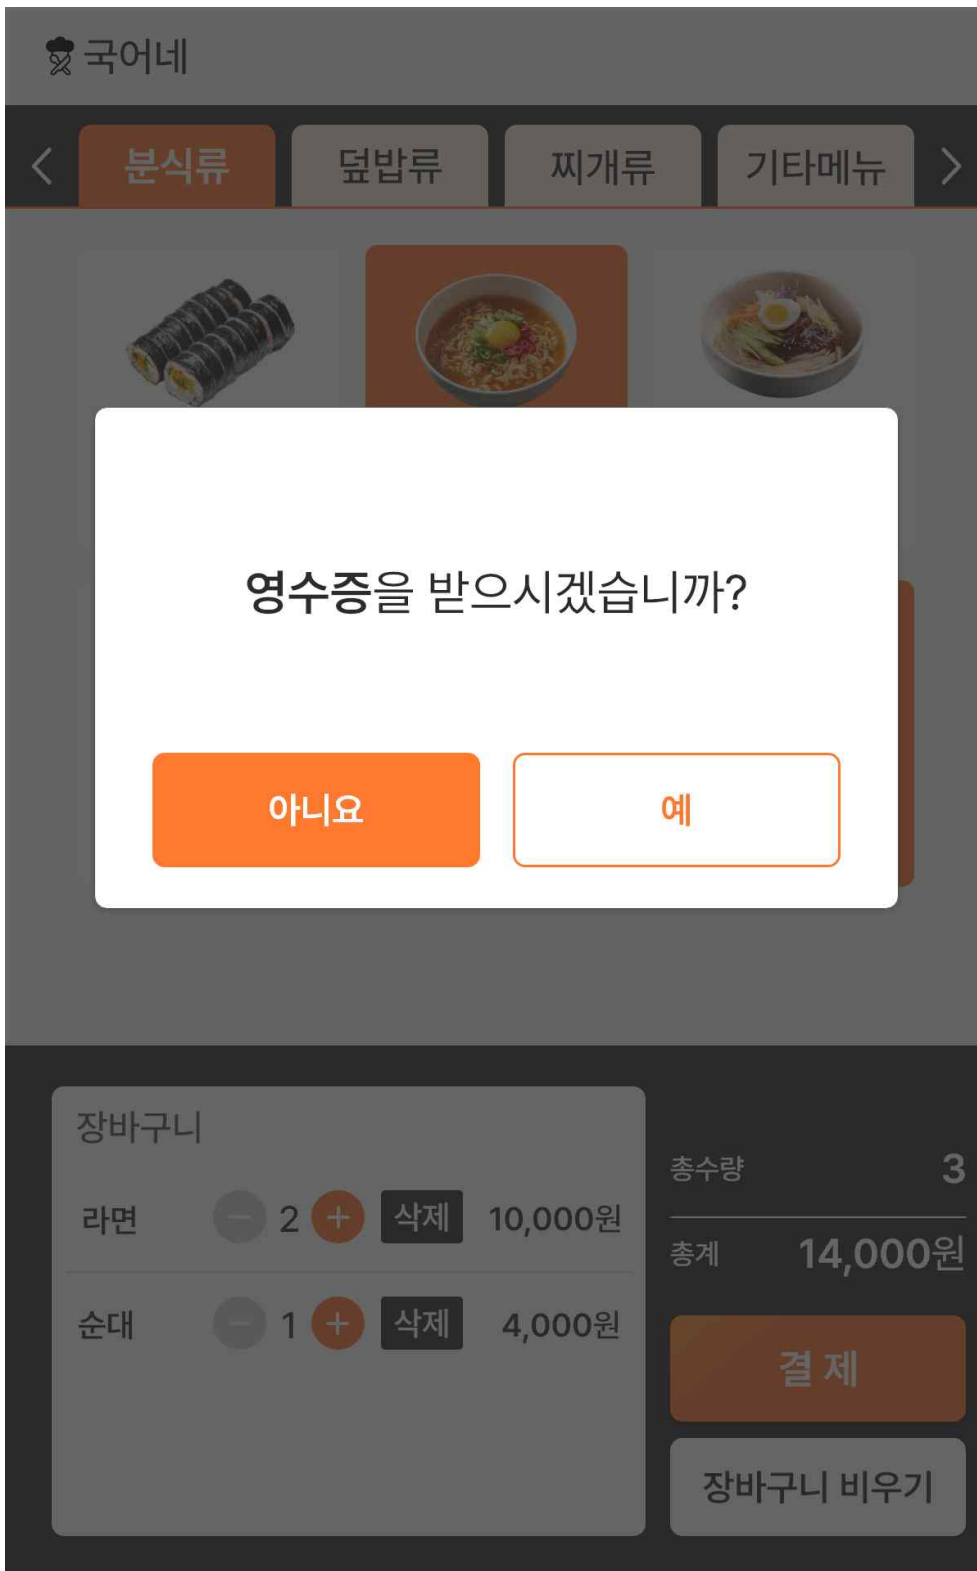 국어네
분식류 덮밥류 찌개류 기타메뉴
영수증을 받으시겠습니까?
아니요 예
장바구니
라면 − 2 + 삭제 10,000원
순대 − 1 + 삭제 4,000원
총수량 3
총계 14,000원
결 제
장바구니 비우기